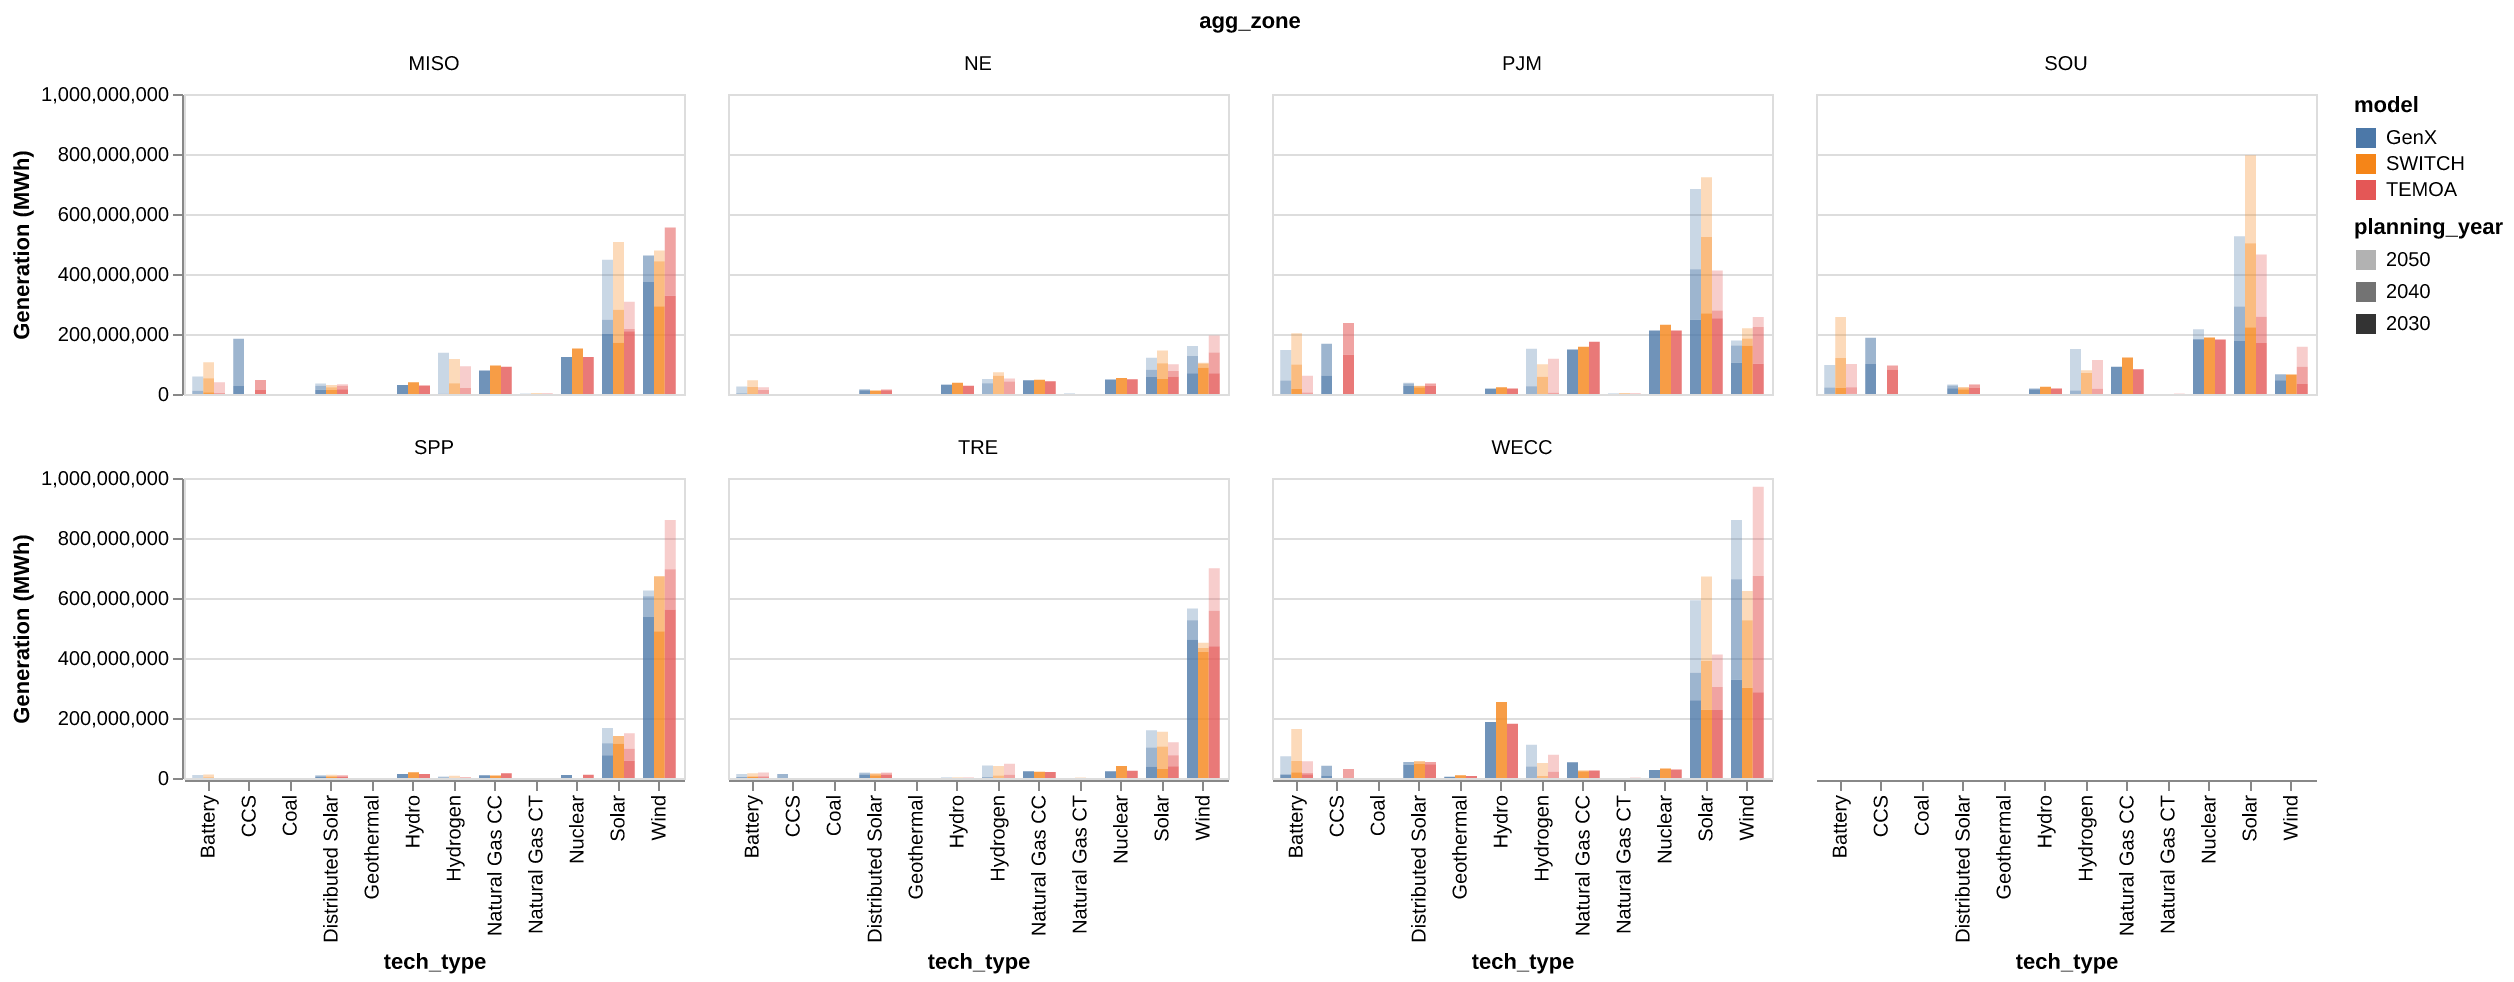 agg_zone
MISO
NE
PJM
SOU
1,000,000,000
800,000,000
600,000,000
400,000,000
200,000,000
0
Generation (MWh)
model
GenX
SWITCH
TEMOA
planning_year
2050
2040
2030
SPP
TRE
WECC
1,000,000,000
800,000,000
600,000,000
400,000,000
200,000,000
0
Generation (MWh)
Battery
CCS
Coal
Distributed Solar
Geothermal
Hydro
Hydrogen
Natural Gas CC
Natural Gas CT
Nuclear
Solar
Wind
tech_type
Battery
CCS
Coal
Distributed Solar
Geothermal
Hydro
Hydrogen
Natural Gas CC
Natural Gas CT
Nuclear
Solar
Wind
tech_type
Battery
CCS
Coal
Distributed Solar
Geothermal
Hydro
Hydrogen
Natural Gas CC
Natural Gas CT
Nuclear
Solar
Wind
tech_type
Battery
CCS
Coal
Distributed Solar
Geothermal
Hydro
Hydrogen
Natural Gas CC
Natural Gas CT
Nuclear
Solar
Wind
tech_type